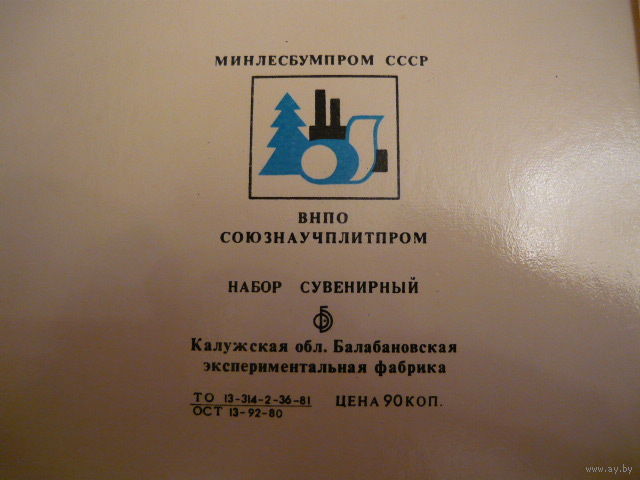 МИНЛЕСБУМПРОМ СССР
ВНПО
СОЮЗНАУЧПЛИТПРОМ
НАБОР СУВЕНИРНЫЙ
Калужская обл. Балабановская
экспериментальная фабрика
ТО 13-314-2-36-81
ОСТ 13-92-80
ЦЕНА 90 КОП.
www.ay.by